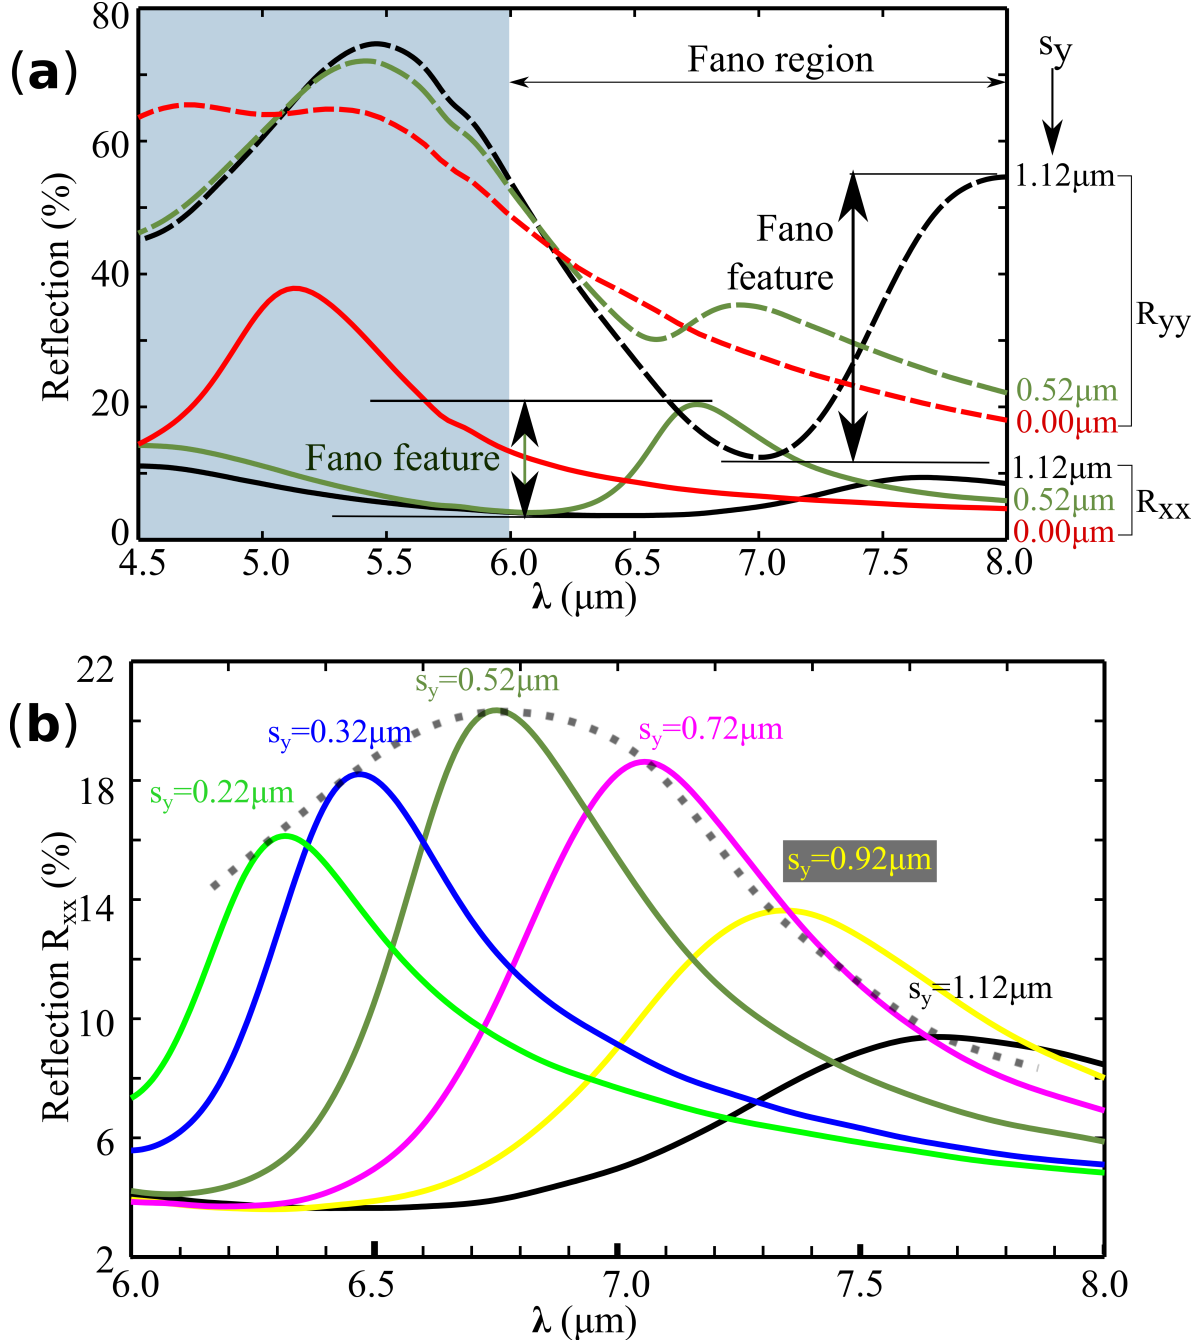 (a)
80
60
40
20
0
Reflection (%)
Fano region
Fano
feature
Fano feature
sy
1.12μm
0.52μm
0.00μm
Ryy
1.12μm
0.52μm
0.00μm
Rxx
4.5 5.0 5.5 6.0 6.5 7.0 7.5 8.0
λ (μm)
(b)
22
18
14
10
6
2
Reflection Rxx (%)
sy=0.52μm
sy=0.32μm
sy=0.72μm
sy=0.22μm
sy=0.92μm
sy=1.12μm
6.0 6.5 7.0 7.5 8.0
λ (μm)